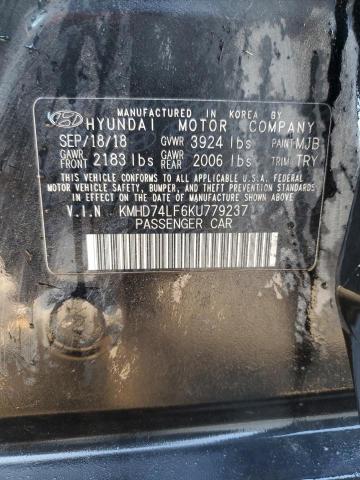 MANUFACTURED IN KOREA BY
HYUNDAI MOTOR COMPANY
SEP/18/18 GVWR 3924 lbs PAINT MJB
GAWR FRONT 2183 lbs GAWR REAR 2006 lbs TRIM TRY
THIS VEHICLE CONFORMS TO ALL APPLICABLE U.S. FEDERAL MOTOR
VEHICLE SAFETY, BUMPER, AND THEFT PREVENTION STANDARDS
IN EFFECT ON THE DATE OF MANUFACTURE SHOWN ABOVE.
V.I.N KMHD74LF6KU779237
PASSENGER CAR